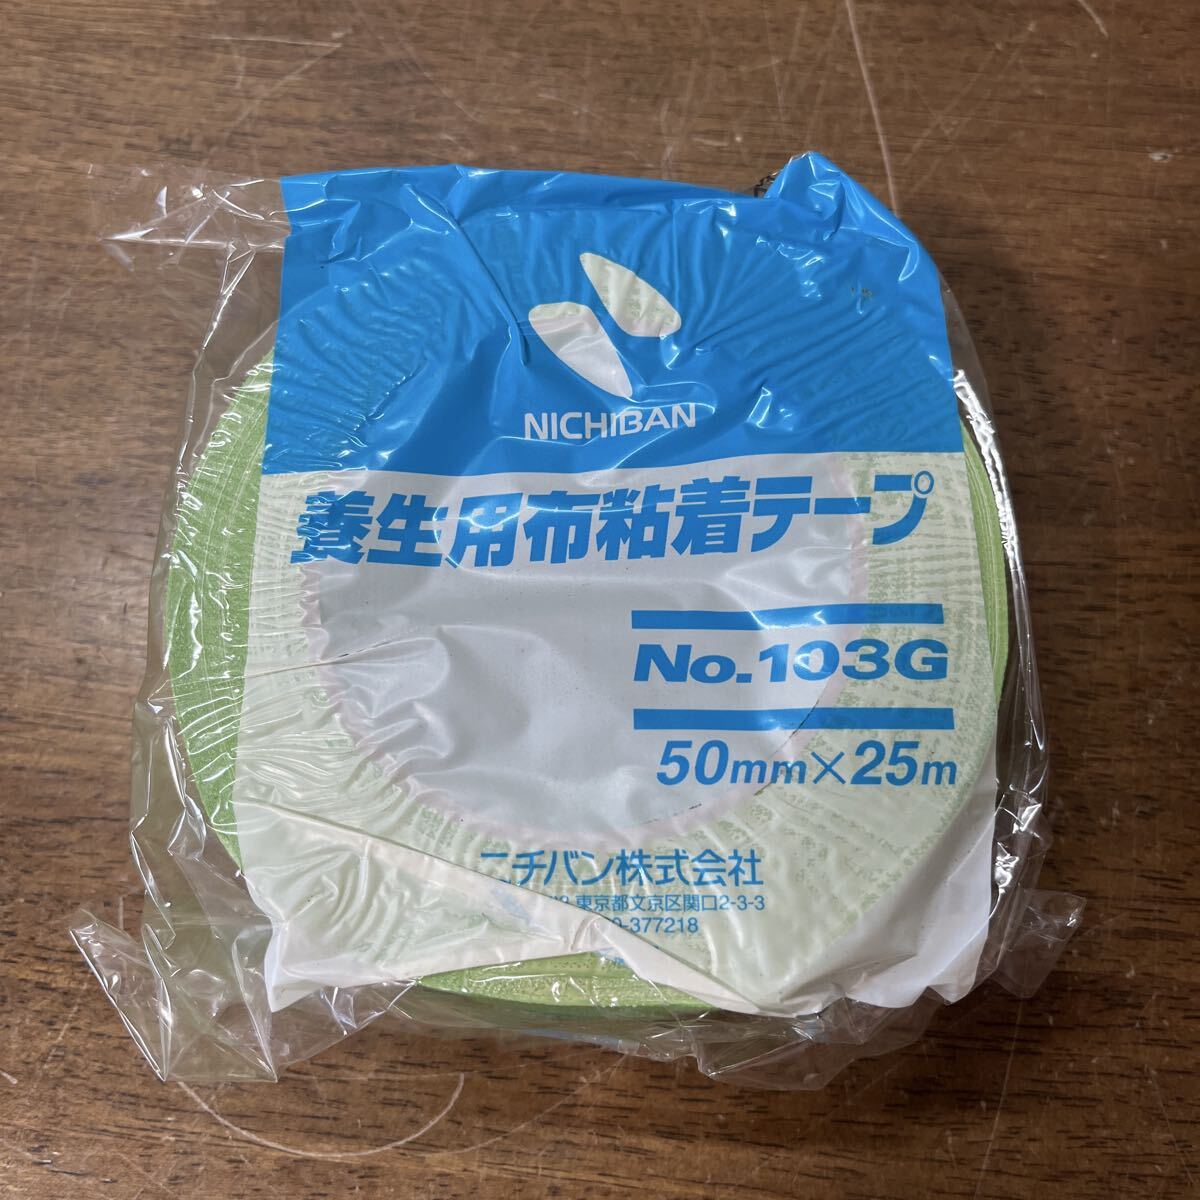 NICHIBAN
養生用布粘着テープ
No.103G
50mm×25m
ニチバン株式会社
東京都文京区関口2-3-3
-377218